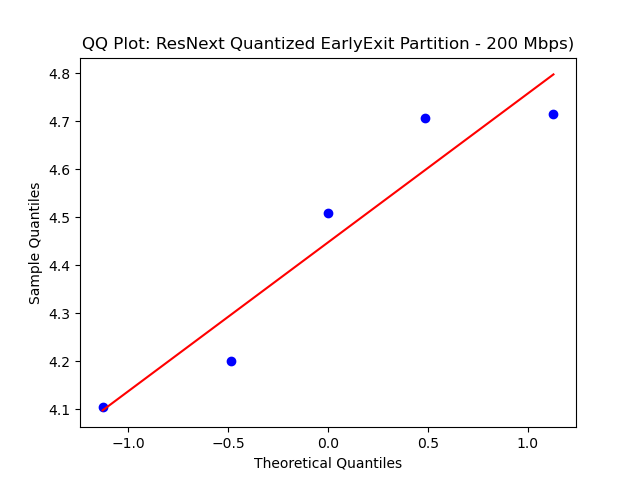 QQ Plot: ResNext Quantized EarlyExit Partition - 200 Mbps)
4.8
4.7
4.6
4.5
4.4
4.3
4.2
4.1
Sample Quantiles
−1.0 −0.5 0.0 0.5 1.0
Theoretical Quantiles